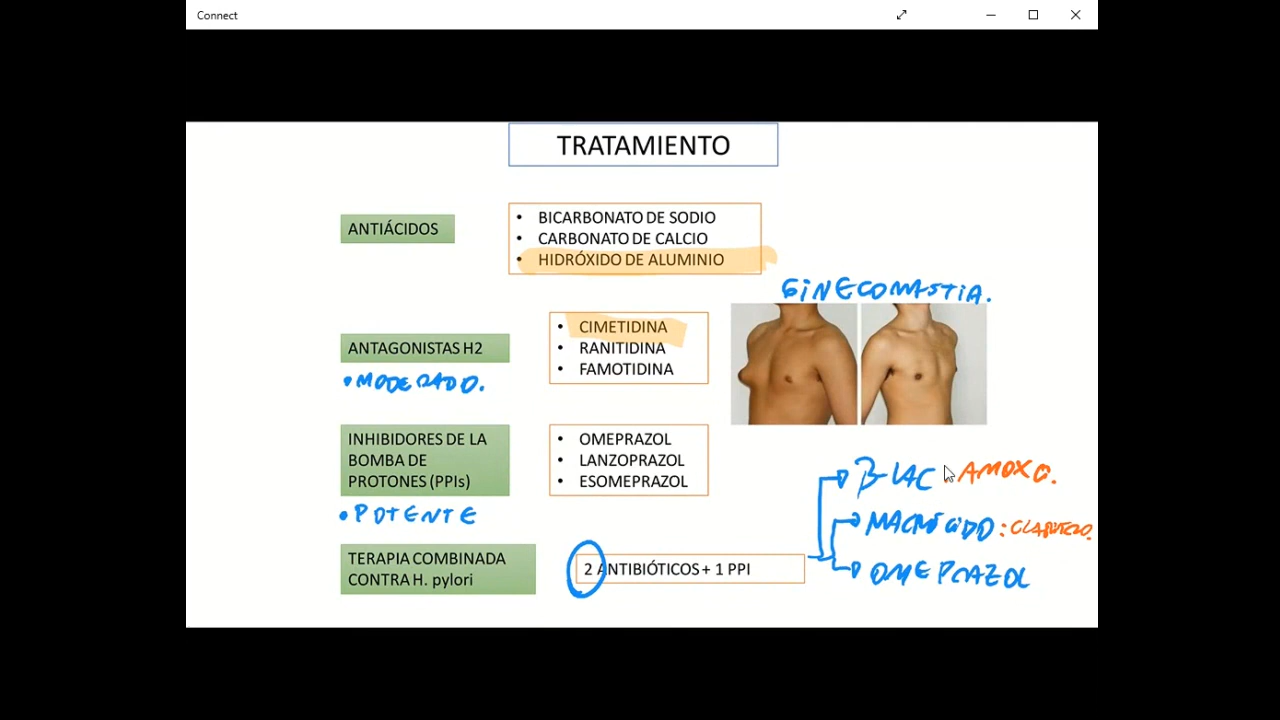 Connect
TRATAMIENTO
ANTIÁCIDOS
• BICARBONATO DE SODIO
• CARBONATO DE CALCIO
• HIDRÓXIDO DE ALUMINIO
GINECOMASTIA.
ANTAGONISTAS H2
• MODERADO.
• CIMETIDINA
• RANITIDINA
• FAMOTIDINA
INHIBIDORES DE LA
BOMBA DE
PROTONES (PPIs)
• POTENTE
• OMEPRAZOL
• LANZOPRAZOL
• ESOMEPRAZOL
TERAPIA COMBINADA
CONTRA H. pylori
2 ANTIBIÓTICOS + 1 PPI
β-LAC AMOXO.
MACRÓLIDO: CLARITRO.
OMEPRAZOL